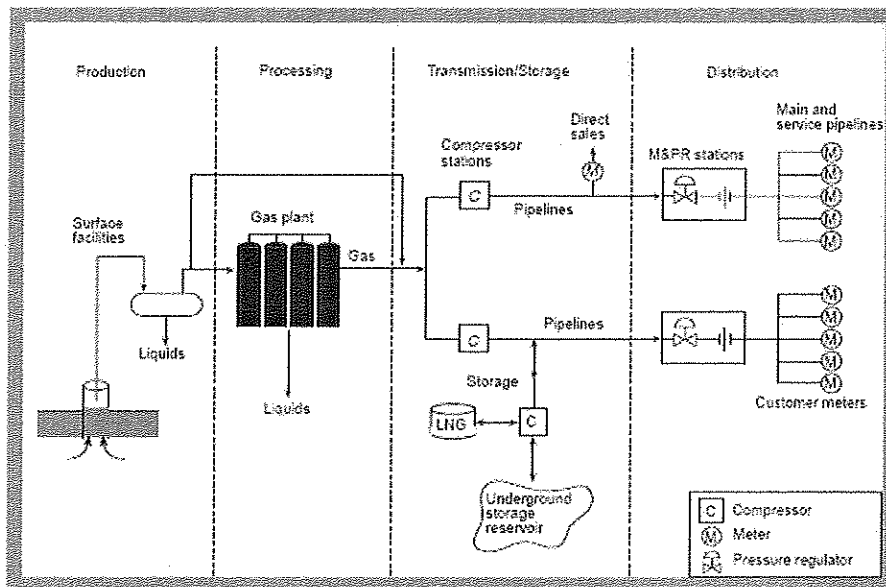 Production
Processing
Transmission/Storage
Distribution
Direct
sales
Main and
service pipelines
Compressor
stations
M&PR stations
M
M
M
M
M
M
C
Pipelines
Surface
facilities
Gas plant
Gas
Liquids
Liquids
C
Pipelines
Storage
LNG
C
Underground
storage
reservoir
M
M
M
M
M
Customer meters
C Compressor
M Meter
Pressure regulator